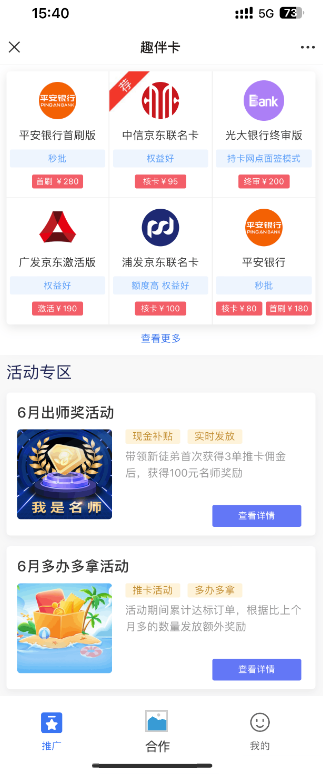 15:40
5G
73
趣伴卡
平安银行
PINGAN BANK
荐
Bank
平安银行首刷版
中信京东联名卡
光大银行终审版
秒批
权益好
持卡网点面签模式
首刷 ¥280
核卡 ¥95
终审 ¥200
平安银行
PINGAN BANK
广发京东激活版
浦发京东联名卡
平安银行
权益好
额度高 权益好
秒批
激活 ¥190
核卡 ¥100
核卡 ¥80
首刷 ¥180
查看更多
活动专区
6月出师奖活动
现金补贴
实时发放
带领新徒弟首次获得3单推卡佣金
后，获得100元名师奖励
我是名师
查看详情
6月多办多拿活动
推卡活动
多办多拿
活动期间累计达标订单，根据比上个
月多的数量发放额外奖励
查看详情
推广
合作
我的